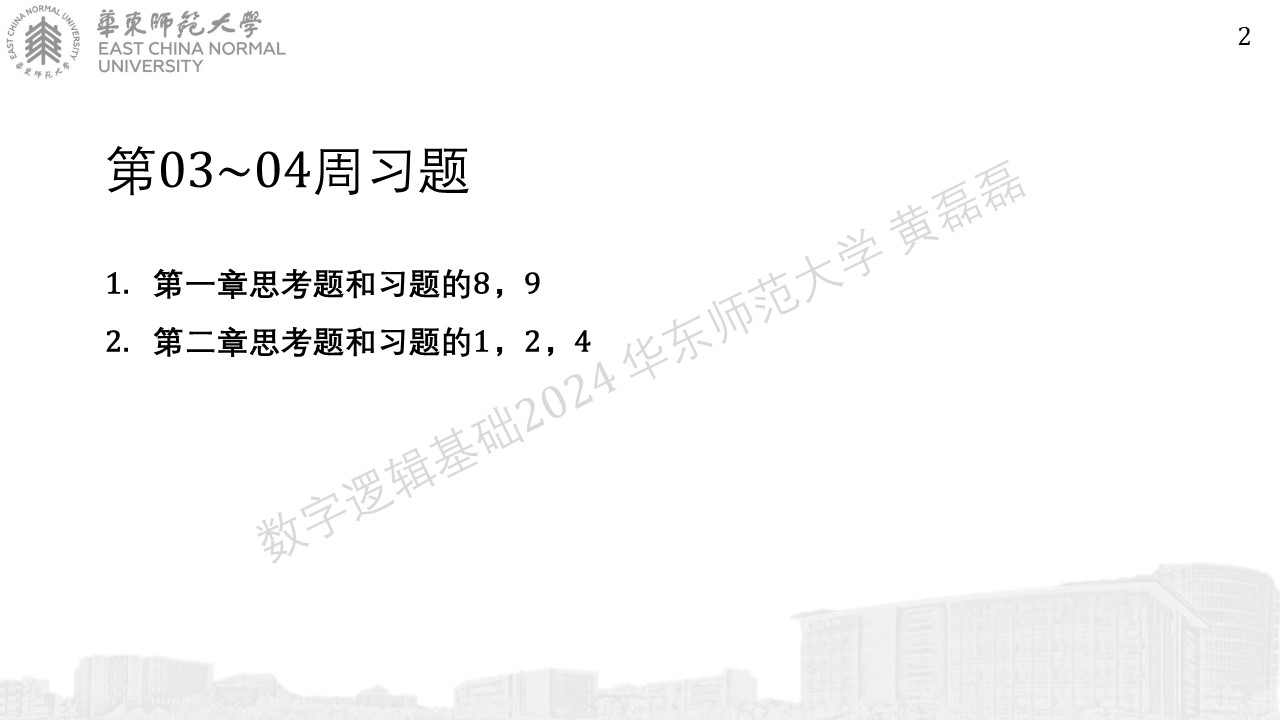 華東師範大學
EAST CHINA NORMAL
UNIVERSITY
EAST CHINA NORMAL UNIVERSITY
華東师范大学
2
第03~04周习题
1. 第一章思考题和习题的8，9
2. 第二章思考题和习题的1，2，4
数字逻辑基础2024 华东师范大学 黄磊磊